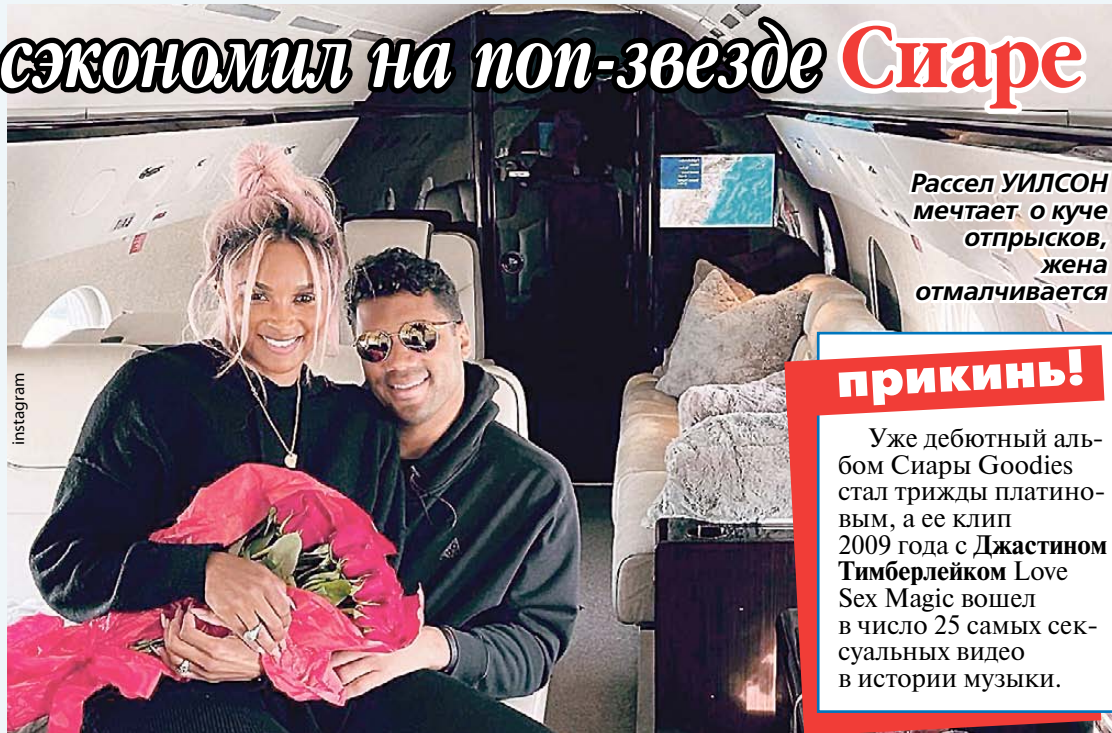 сэкономил на поп-звезде Сиаре
Рассел УИЛСОН
мечтает о куче
отпрысков,
жена
отмалчивается
instagram
прикинь!
Уже дебютный аль-
бом Сиары Goodies
стал трижды платино-
вым, а ее клип
2009 года с Джастином
Тимберлейком Love
Sex Magic вошел
в число 25 самых сек-
суальных видео
в истории музыки.